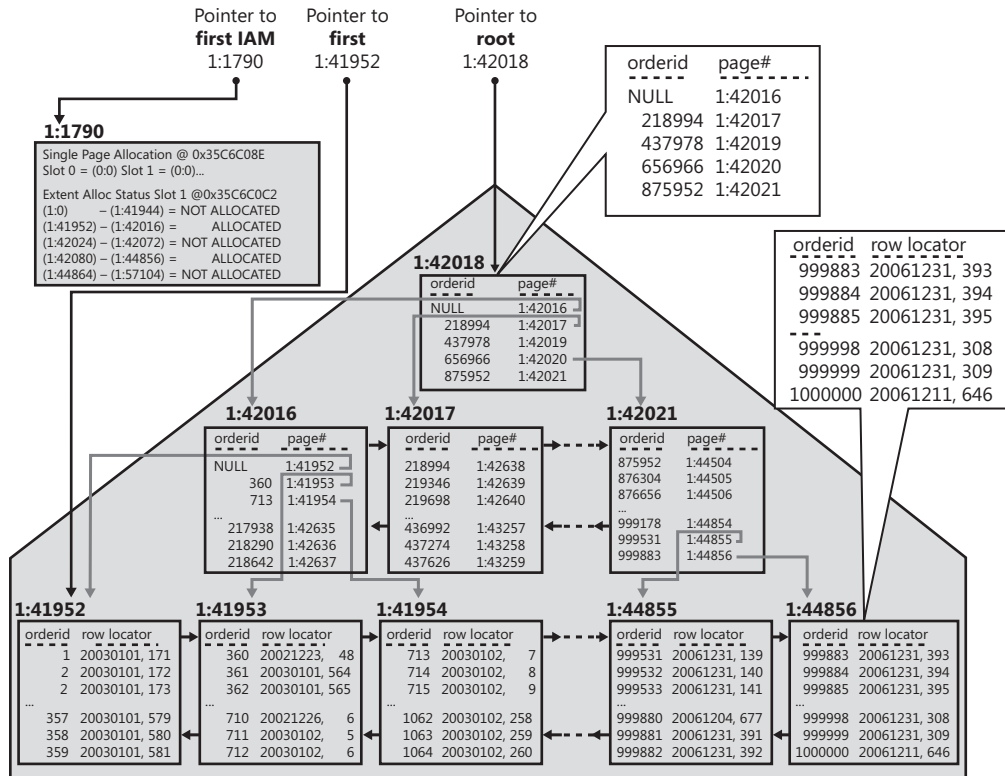 Pointer to
first IAM
1:1790
Pointer to
first
1:41952
Pointer to
root
1:42018
orderid page#
NULL 1:42016
218994 1:42017
437978 1:42019
656966 1:42020
875952 1:42021
1:1790
Single Page Allocation @ 0x35C6C08E
Slot 0 = (0:0) Slot 1 = (0:0)...
Extent Alloc Status Slot 1 @0x35C6C0C2
(1:0) – (1:41944) = NOT ALLOCATED
(1:41952) – (1:42016) = ALLOCATED
(1:42024) – (1:42072) = NOT ALLOCATED
(1:42080) – (1:44856) = ALLOCATED
(1:44864) – (1:57104) = NOT ALLOCATED
orderid row locator
999883 20061231, 393
999884 20061231, 394
999885 20061231, 395
999998 20061231, 308
999999 20061231, 309
1000000 20061211, 646
1:42018
orderid page#
NULL 1:42016
218994 1:42017
437978 1:42019
656966 1:42020
875952 1:42021
1:42016
orderid page#
NULL 1:41952
360 1:41953
713 1:41954
...
217938 1:42635
218290 1:42636
218642 1:42637
1:42017
orderid page#
218994 1:42638
219346 1:42639
219698 1:42640
...
436992 1:43257
437274 1:43258
437626 1:43259
1:42021
orderid page#
875952 1:44504
876304 1:44505
876656 1:44506
...
999178 1:44854
999531 1:44855
999883 1:44856
1:41952
orderid row locator
1 20030101, 171
2 20030101, 172
2 20030101, 173
...
357 20030101, 579
358 20030101, 580
359 20030101, 581
1:41953
orderid row locator
360 20021223, 48
361 20030101, 564
362 20030101, 565
...
710 20021226, 6
711 20030102, 5
712 20030102, 6
1:41954
orderid row locator
713 20030102, 7
714 20030102, 8
715 20030102, 9
...
1062 20030102, 258
1063 20030102, 259
1064 20030102, 260
1:44855
orderid row locator
999531 20061231, 139
999532 20061231, 140
999533 20061231, 141
...
999880 20061204, 677
999881 20061231, 391
999882 20061231, 392
1:44856
orderid row locator
999883 20061231, 393
999884 20061231, 394
999885 20061231, 395
...
999998 20061231, 308
999999 20061231, 309
1000000 20061211, 646